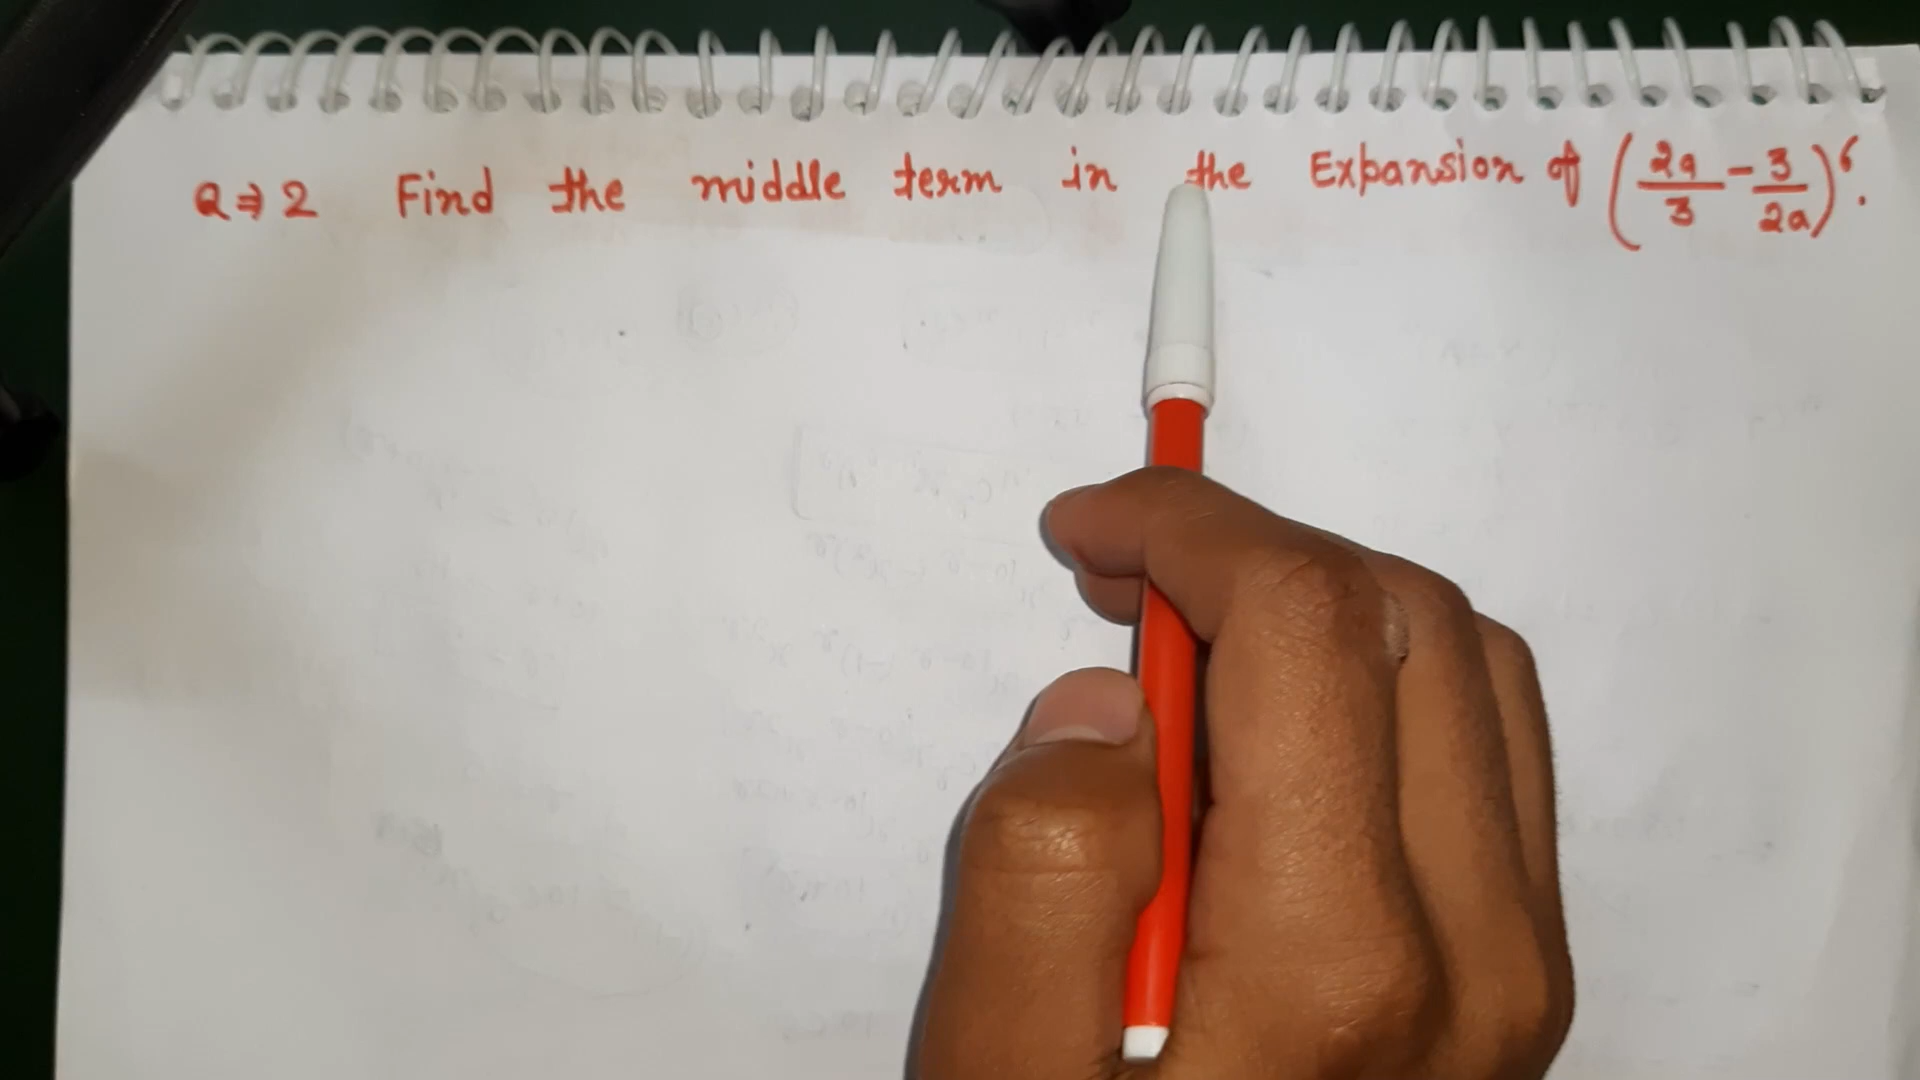 Q⇒2 Find the middle term in the Expansion of (2a/3 - 3/2a)⁶.